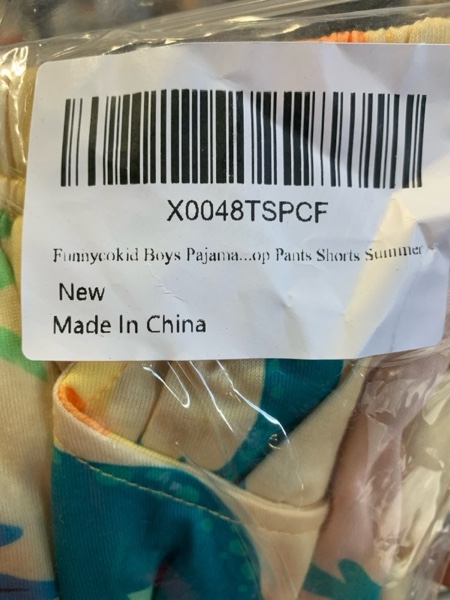 X0048TSPCF
Funnycokid Boys Pajama...op Pants Shorts Summer
New
Made In China